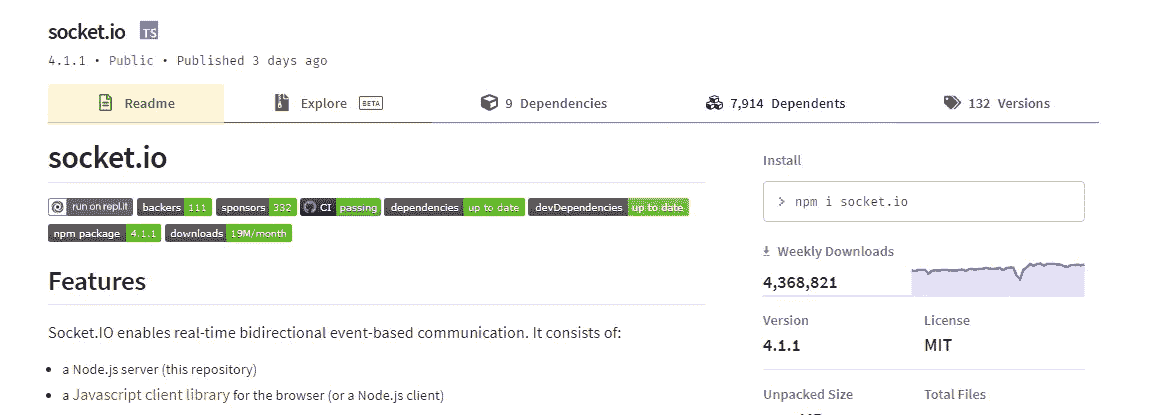 socket.io TS
4.1.1 • Public • Published 3 days ago
Readme
Explore BETA
9 Dependencies
7,914 Dependents
132 Versions
socket.io
run on repl.it backers 111 sponsors 332 CI passing dependencies up to date devDependencies up to date
npm package 4.1.1 downloads 19M/month
Features
Socket.IO enables real-time bidirectional event-based communication. It consists of:
• a Node.js server (this repository)
• a Javascript client library for the browser (or a Node.js client)
Install
> npm i socket.io
Weekly Downloads
4,368,821
Version
4.1.1
License
MIT
Unpacked Size
Total Files